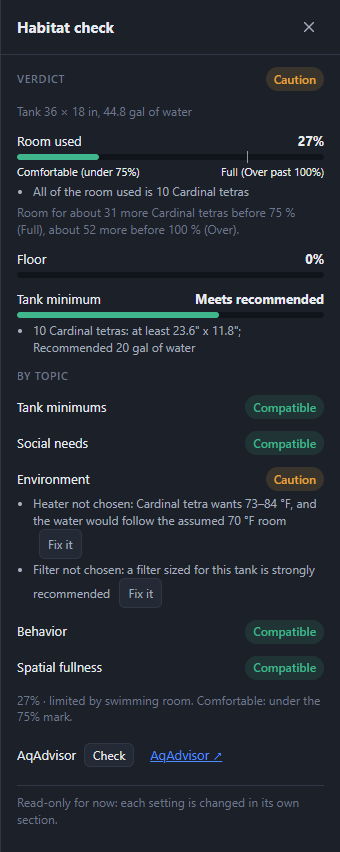 Habitat check
VERDICT
Caution
Tank 36 × 18 in, 44.8 gal of water
Room used
27%
Comfortable (under 75%)
Full (Over past 100%)
• All of the room used is 10 Cardinal tetras
Room for about 31 more Cardinal tetras before 75 %
(Full), about 52 more before 100 % (Over).
Floor
0%
Tank minimum
Meets recommended
• 10 Cardinal tetras: at least 23.6" x 11.8";
Recommended 20 gal of water
BY TOPIC
Tank minimums
Compatible
Social needs
Compatible
Environment
Caution
• Heater not chosen: Cardinal tetra wants 73–84 °F, and
the water would follow the assumed 70 °F room
Fix it
• Filter not chosen: a filter sized for this tank is strongly
recommended
Fix it
Behavior
Compatible
Spatial fullness
Compatible
27% · limited by swimming room. Comfortable: under the
75% mark.
AqAdvisor
Check
AqAdvisor ↗
Read-only for now: each setting is changed in its own
section.